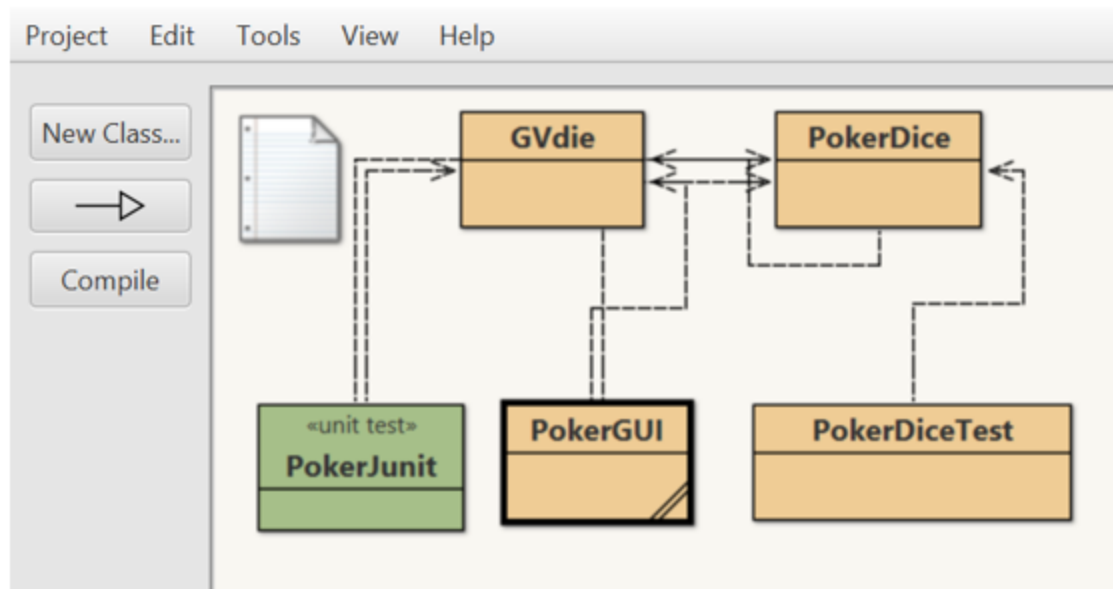 Project Edit Tools View Help
New Class...
Compile
GVdie
PokerDice
«unit test»
PokerJunit
PokerGUI
PokerDiceTest